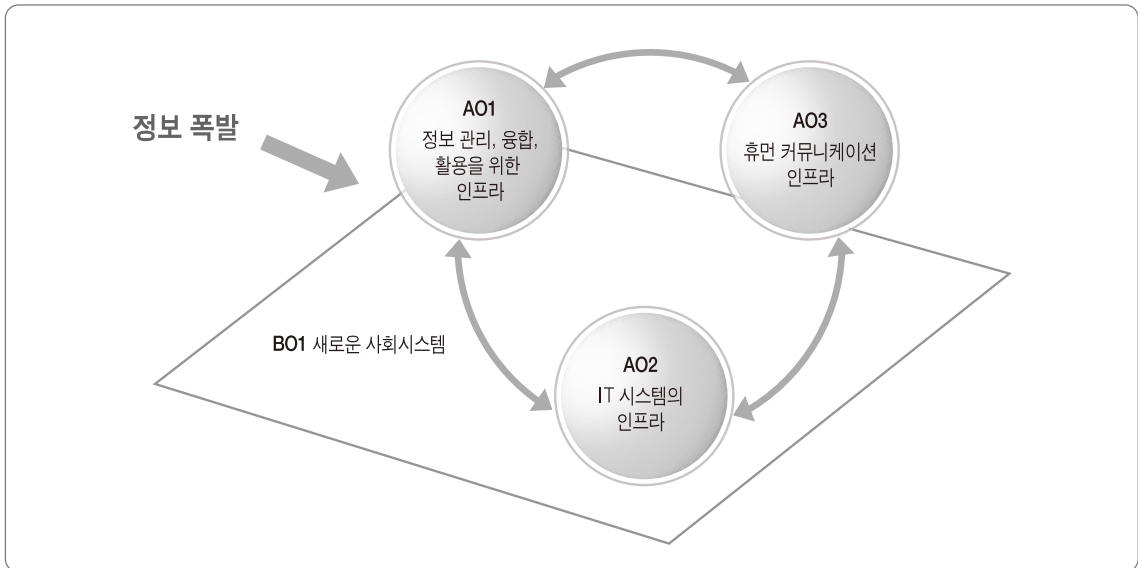 정보 폭발
AO1
정보 관리, 융합,
활용을 위한
인프라
AO3
휴먼 커뮤니케이션
인프라
BO1 새로운 사회시스템
AO2
IT 시스템의
인프라